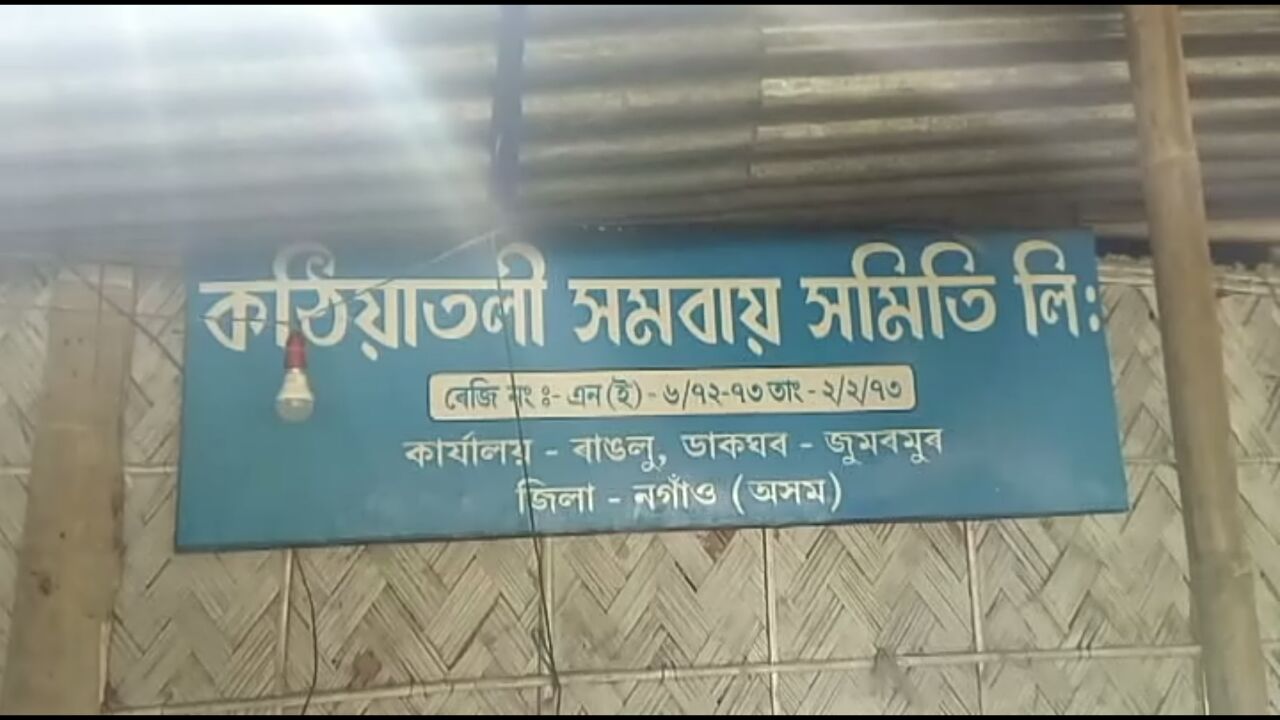 কঠিয়াতলী সমবায় সমিতি লি:
ৰেজি নং ঃ- এন (ই) - ৬/৭২-৭৩ তাং - ২/২/৭৩
কাৰ্যালয় - ৰাঙলু, ডাকঘৰ - জুমৰমুৰ
জিলা - নগাঁও (অসম)